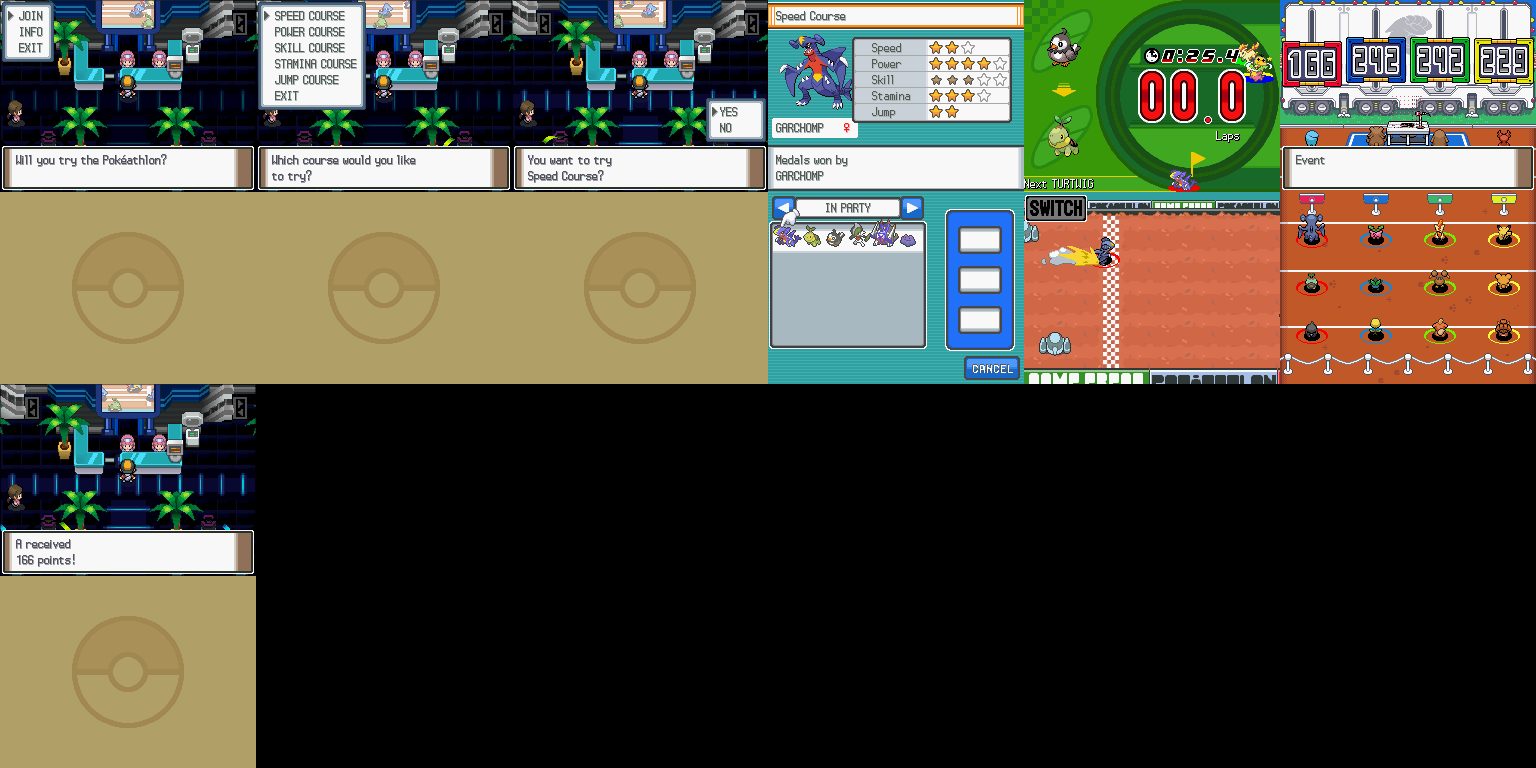 JOIN
INFO
EXIT
Will you try the Pokéathlon?
SPEED COURSE
POWER COURSE
SKILL COURSE
STAMINA COURSE
JUMP COURSE
EXIT
Which course would you like
to try?
YES
NO
You want to try
Speed Course?
Speed Course
Speed
Power
Skill
Stamina
Jump
GARCHOMP ♀
Medals won by
GARCHOMP
IN PARTY
CANCEL
0:25.4
00.0
Laps
Next TURTWIG
SWITCH
166
242
242
229
Event
A received
166 points!